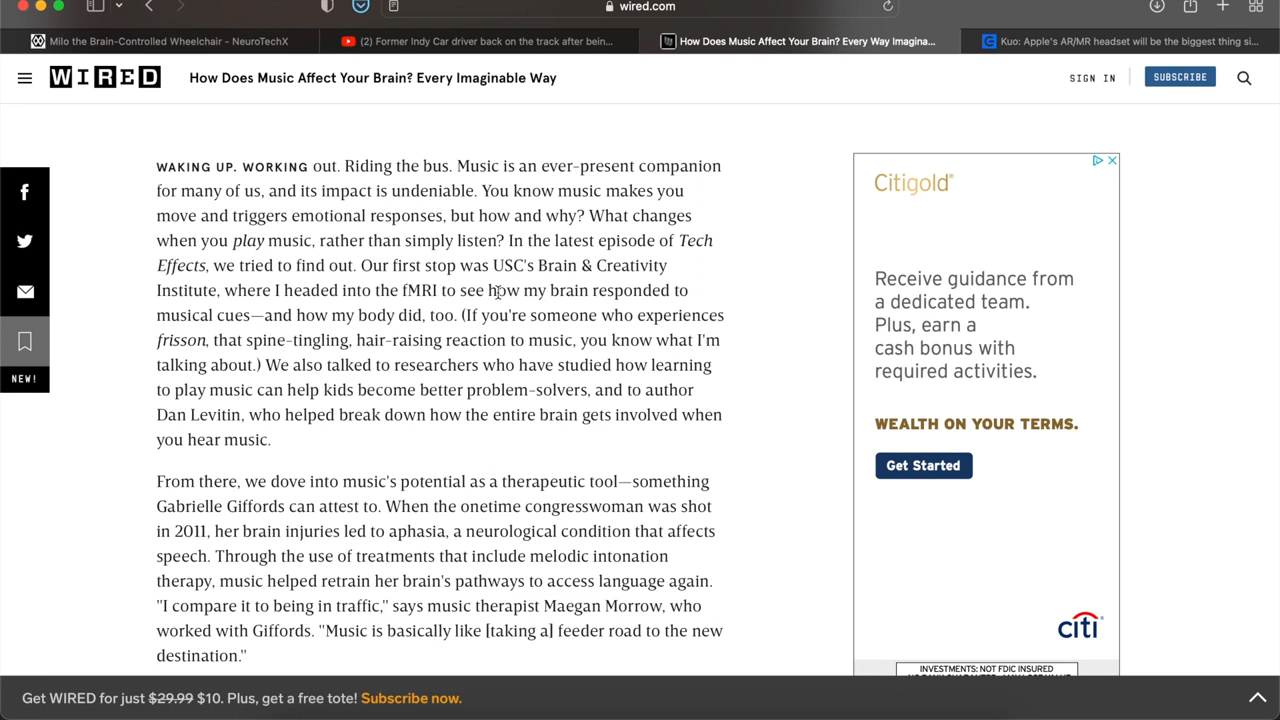 wired.com
Milo the Brain-Controlled Wheelchair - NeuroTechX
(2) Former Indy Car driver back on the track after bein...
How Does Music Affect Your Brain? Every Way Imagina...
Kuo: Apple's AR/MR headset will be the biggest thing si...
WIRED
How Does Music Affect Your Brain? Every Imaginable Way
SIGN IN
SUBSCRIBE
WAKING UP. WORKING out. Riding the bus. Music is an ever-present companion
for many of us, and its impact is undeniable. You know music makes you
move and triggers emotional responses, but how and why? What changes
when you play music, rather than simply listen? In the latest episode of Tech
Effects, we tried to find out. Our first stop was USC's Brain & Creativity
Institute, where I headed into the fMRI to see how my brain responded to
musical cues—and how my body did, too. (If you're someone who experiences
frisson, that spine-tingling, hair-raising reaction to music, you know what I'm
talking about.) We also talked to researchers who have studied how learning
to play music can help kids become better problem-solvers, and to author
Dan Levitin, who helped break down how the entire brain gets involved when
you hear music.
From there, we dove into music's potential as a therapeutic tool—something
Gabrielle Giffords can attest to. When the onetime congresswoman was shot
in 2011, her brain injuries led to aphasia, a neurological condition that affects
speech. Through the use of treatments that include melodic intonation
therapy, music helped retrain her brain's pathways to access language again.
"I compare it to being in traffic," says music therapist Maegan Morrow, who
worked with Giffords. "Music is basically like [taking a] feeder road to the new
destination."
NEW!
Citigold®
Receive guidance from
a dedicated team.
Plus, earn a
cash bonus with
required activities.
WEALTH ON YOUR TERMS.
Get Started
citi
INVESTMENTS: NOT FDIC INSURED
Get WIRED for just $29.99 $10. Plus, get a free tote! Subscribe now.